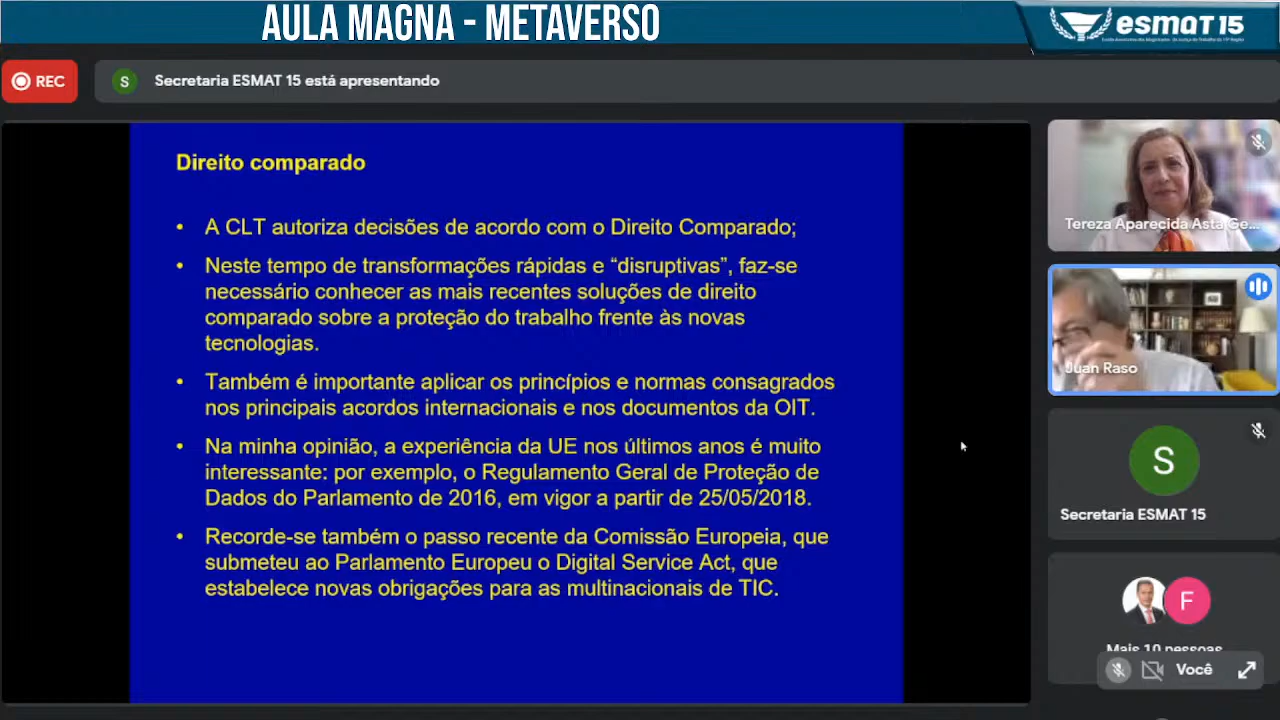 AULA MAGNA - METAVERSO
esmat 15
REC
S
Secretaria ESMAT 15 está apresentando
Direito comparado
• A CLT autoriza decisões de acordo com o Direito Comparado;
• Neste tempo de transformações rápidas e “disruptivas”, faz-se
necessário conhecer as mais recentes soluções de direito
comparado sobre a proteção do trabalho frente às novas
tecnologias.
• Também é importante aplicar os princípios e normas consagrados
nos principais acordos internacionais e nos documentos da OIT.
• Na minha opinião, a experiência da UE nos últimos anos é muito
interessante: por exemplo, o Regulamento Geral de Proteção de
Dados do Parlamento de 2016, em vigor a partir de 25/05/2018.
• Recorde-se também o passo recente da Comissão Europeia, que
submeteu ao Parlamento Europeu o Digital Service Act, que
estabelece novas obrigações para as multinacionais de TIC.
Tereza Aparecida Asta Ge...
Juan Raso
S
Secretaria ESMAT 15
F
Mais 10 pessoas
Você